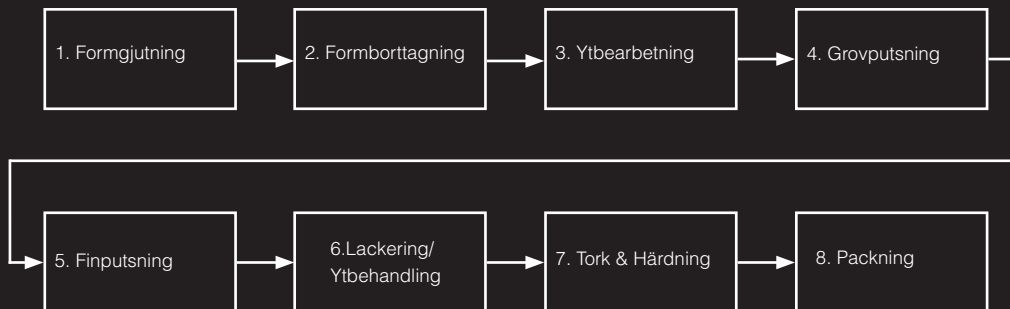 1. Formgjutning
2. Formborttagning
3. Ytbearbetning
4. Grovputsning
5. Finputsning
6.Lackering/
Ytbehandling
7. Tork & Härdning
8. Packning